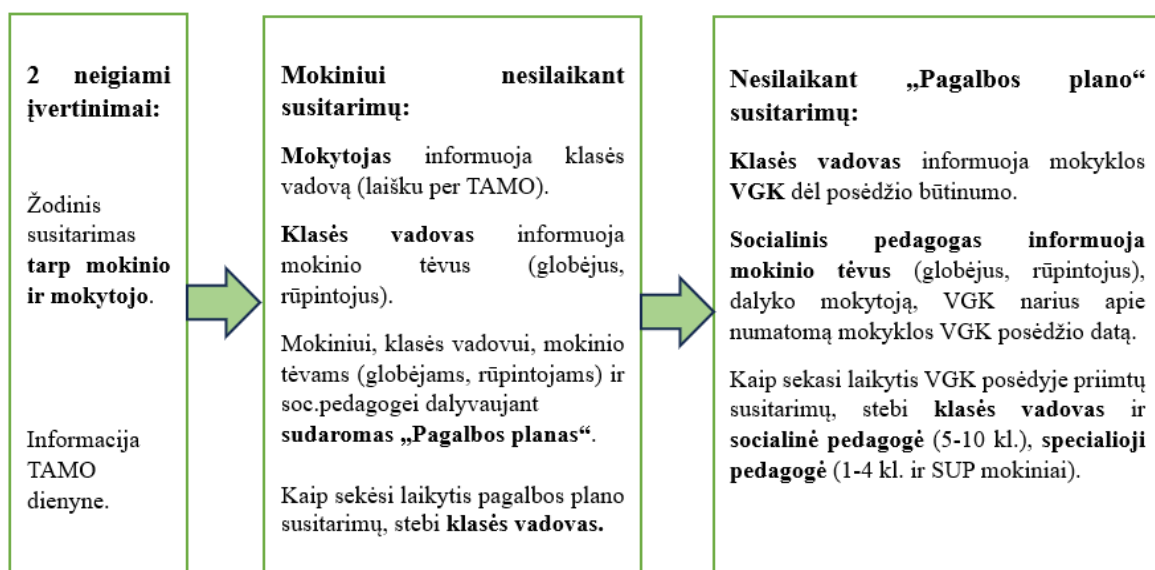 2 neigiami
įvertinimai:
Žodinis
susitarimas
tarp mokinio
ir mokytojo.
Informacija
TAMO
dienyne.
Mokiniui nesilaikant
susitarimų:
Mokytojas informuoja klasės
vadovą (laišku per TAMO).
Klasės vadovas informuoja
mokinio tėvus (globėjus,
rūpintojus).
Mokiniui, klasės vadovui, mokinio
tėvams (globėjams, rūpintojams) ir
soc.pedagogei dalyvaujant
sudaromas „Pagalbos planas“.
Kaip sekėsi laikytis pagalbos plano
susitarimų, stebi klasės vadovas.
Nesilaikant „Pagalbos plano“
susitarimų:
Klasės vadovas informuoja mokyklos
VGK dėl posėdžio būtinumo.
Socialinis pedagogas informuoja
mokinio tėvus (globėjus, rūpintojus),
dalyko mokytoją, VGK narius apie
numatomą mokyklos VGK posėdžio datą.
Kaip sekasi laikytis VGK posėdyje priimtų
susitarimų, stebi klasės vadovas ir
socialinė pedagogė (5-10 kl.), specialioji
pedagogė (1-4 kl. ir SUP mokiniai).